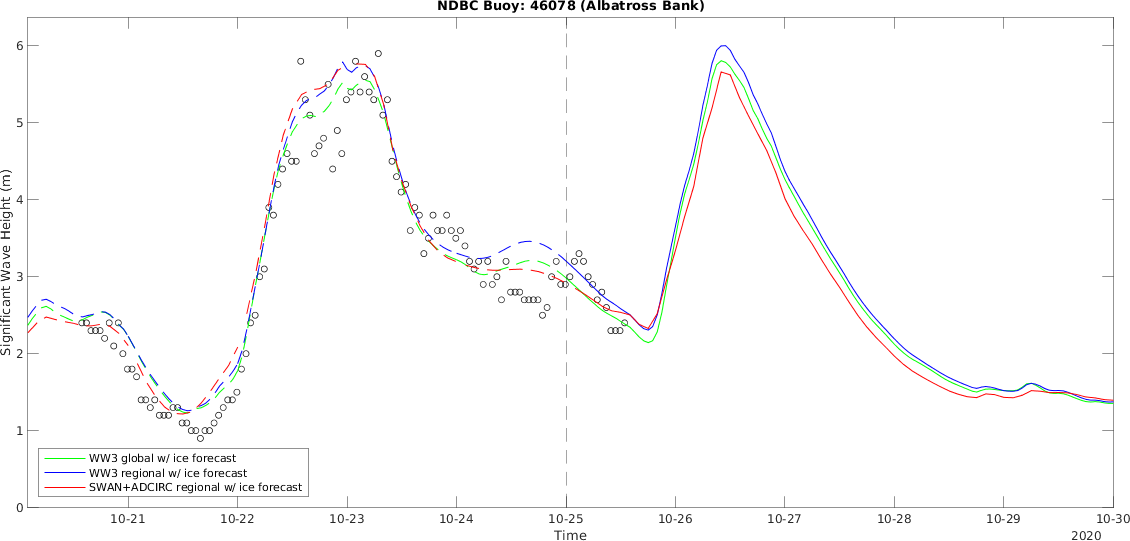 NDBC Buoy: 46078 (Albatross Bank)
Significant Wave Height (m)
6
5
4
3
2
1
0
WW3 global w/ ice forecast
WW3 regional w/ ice forecast
SWAN+ADCIRC regional w/ ice forecast
10-21 10-22 10-23 10-24 10-25 10-26 10-27 10-28 10-29 10-30
Time
2020